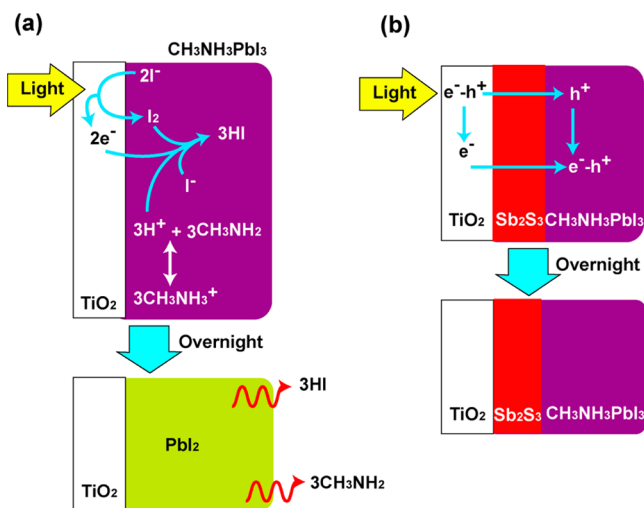 (a)
CH₃NH₃PbI₃
Light
2I⁻
I₂
2e⁻
3HI
I⁻
3H⁺ + 3CH₃NH₂
3CH₃NH₃⁺
TiO₂
Overnight
3HI
PbI₂
TiO₂
3CH₃NH₂
(b)
Light
e⁻-h⁺
h⁺
e⁻
e⁻-h⁺
TiO₂ Sb₂S₃ CH₃NH₃PbI₃
Overnight
TiO₂ Sb₂S₃ CH₃NH₃PbI₃